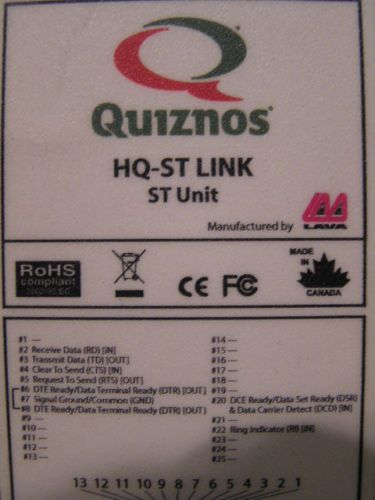 Quiznos®
HQ-ST LINK
ST Unit
Manufactured by LAVA
RoHS
compliant
2002/95/EC
CE FC
MADE
IN
CANADA
#1 —
#2 Receive Data (RD) [IN]
#3 Transmit Data (TD) [OUT]
#4 Clear To Send (CTS) [IN]
#5 Request To Send (RTS) [OUT]
#6 DTE Ready/Data Terminal Ready (DTR) [OUT]
#7 Signal Ground/Common (GND)
#8 DTE Ready/Data Terminal Ready (DTR) [OUT]
#9 —
#10 —
#11 —
#12 —
#13 —
#14 —
#15 —
#16 —
#17 —
#18 —
#19 —
#20 DCE Ready/Data Set Ready (DSR)
& Data Carrier Detect (DCD) [IN]
#21 —
#22 Ring Indicator (RI) [IN]
#23 —
#24 —
#25 —
13 12 11 10 9 8 7 6 5 4 3 2 1